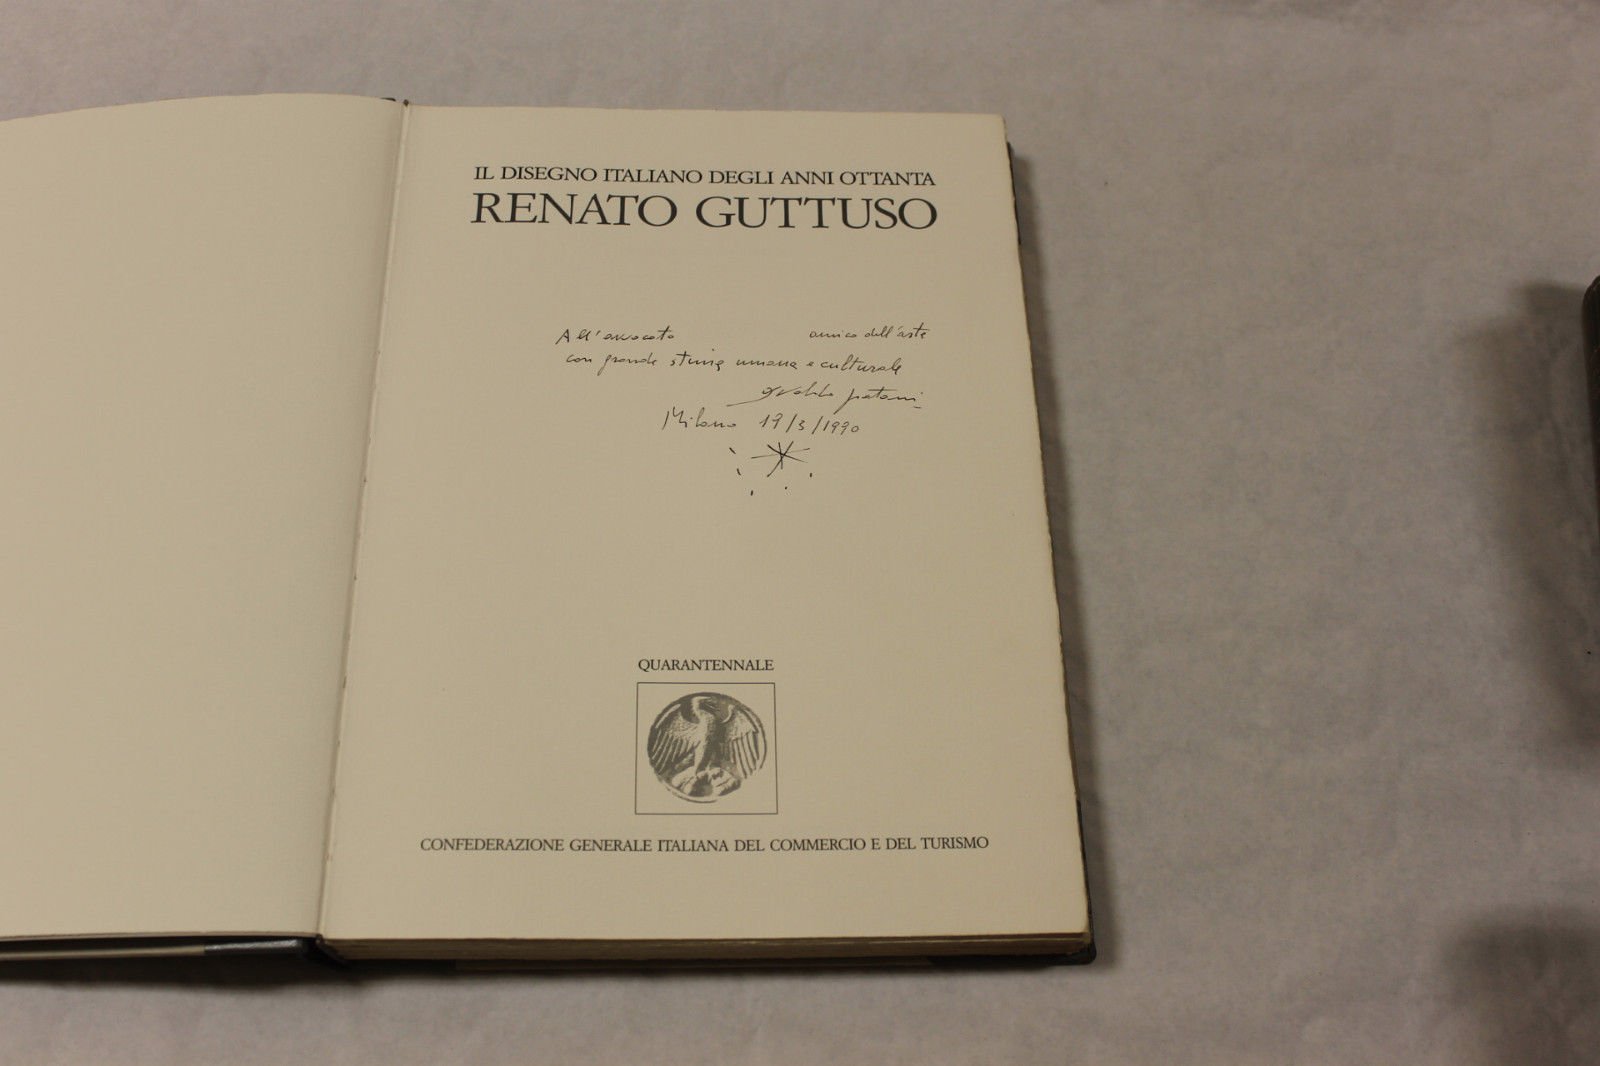 IL DISEGNO ITALIANO DEGLI ANNI OTTANTA
RENATO GUTTUSO
All'avvocato amico dell'arte
con grande stima umana e culturale
Milano 19/3/1990
QUARANTENNALE
CONFEDERAZIONE GENERALE ITALIANA DEL COMMERCIO E DEL TURISMO